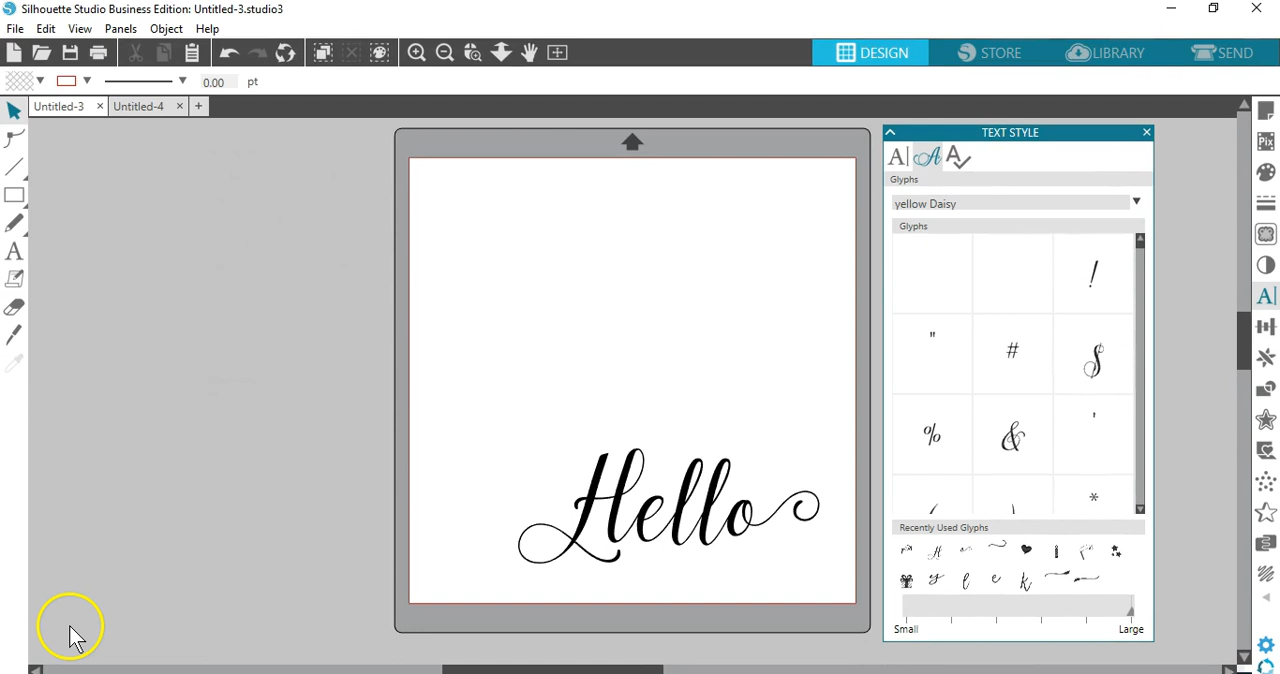 Silhouette Studio Business Edition: Untitled-3.studio3
File Edit View Panels Object Help
DESIGN STORE LIBRARY SEND
0.00 pt
Untitled-3 × Untitled-4 × +
TEXT STYLE
Glyphs
yellow Daisy
Glyphs
!
" # $
% & '
( ) *
Hello
Recently Used Glyphs
Small Large